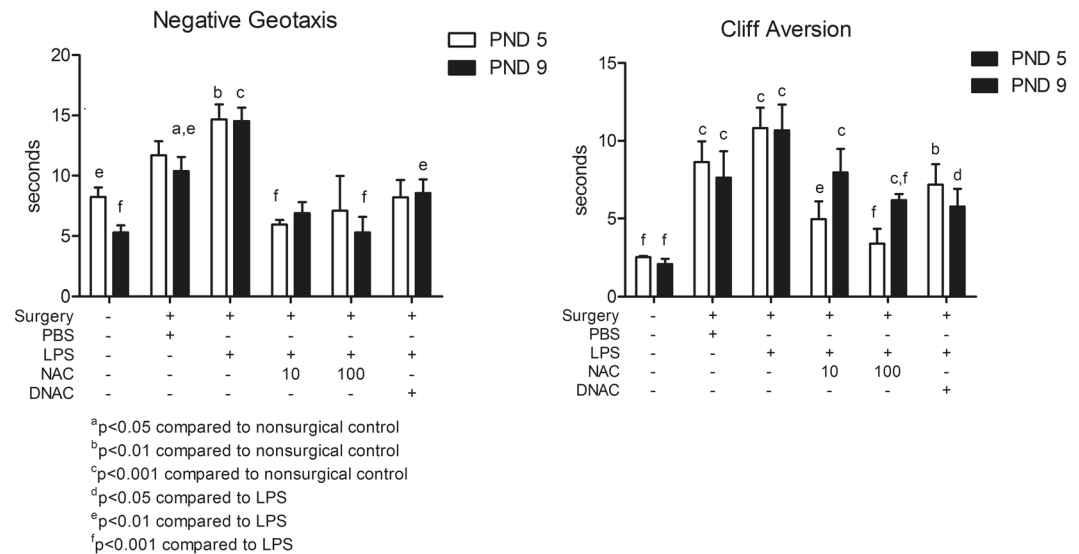 Negative Geotaxis
PND 5
PND 9
20
15
10
5
0
seconds
e
f
a,e
b
c
f
f
e
Surgery - + + + + +
PBS - + - - - -
LPS - - + + + +
NAC - - - 10 100 -
DNAC - - - - - +
Cliff Aversion
PND 5
PND 9
15
10
5
0
seconds
f f
c c
c c
e c
f c,f
b d
Surgery - + + + + +
PBS - + - - - -
LPS - - + + + +
NAC - - - 10 100 -
DNAC - - - - - +
ap<0.05 compared to nonsurgical control
bp<0.01 compared to nonsurgical control
cp<0.001 compared to nonsurgical control
dp<0.05 compared to LPS
ep<0.01 compared to LPS
fp<0.001 compared to LPS